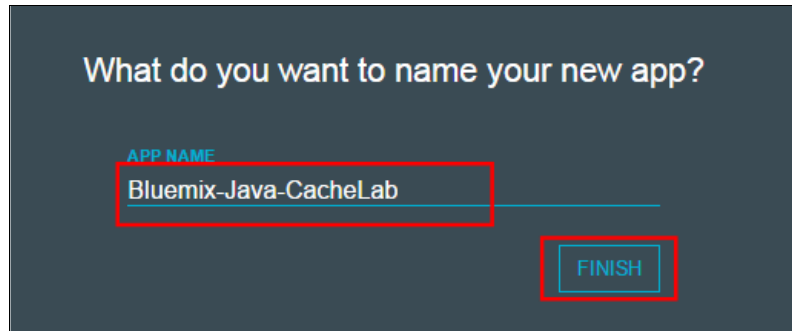 What do you want to name your new app?
APP NAME
Bluemix-Java-CacheLab
FINISH